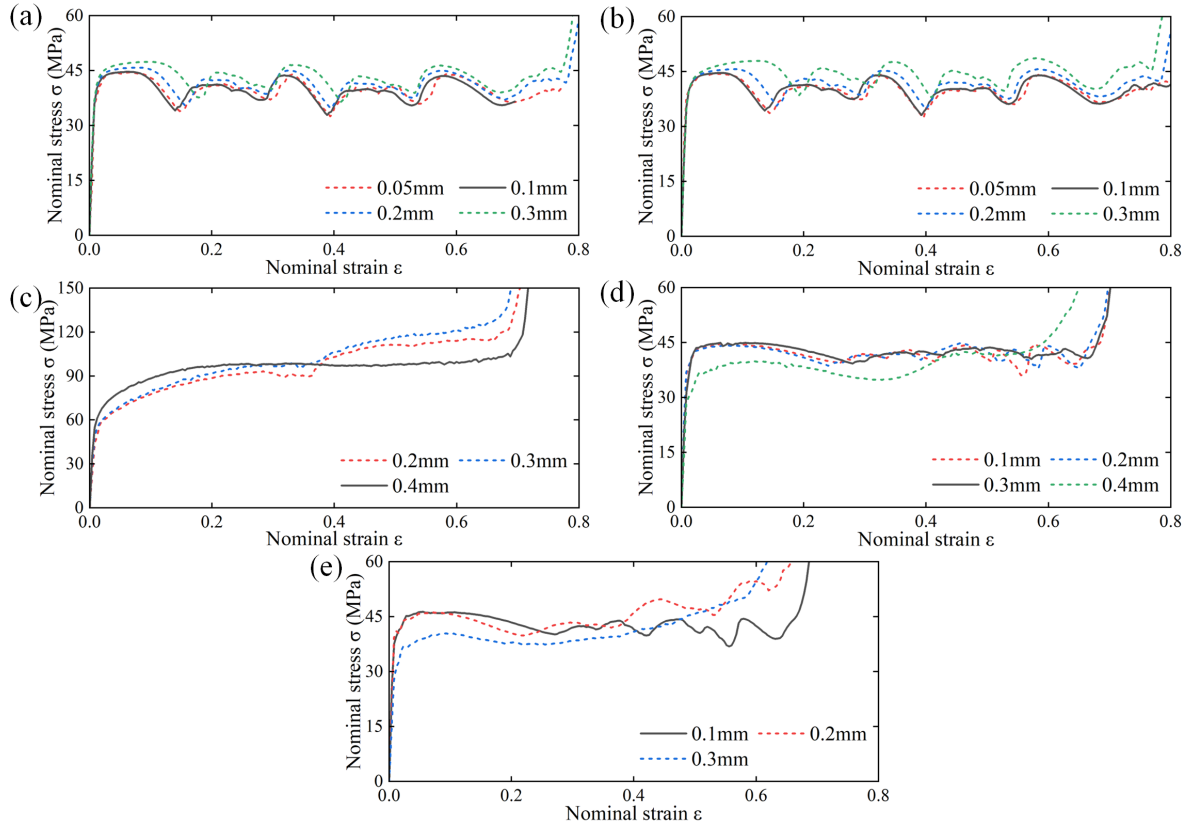 (a)
Nominal stress σ (MPa)
60
45
30
15
0
0.0 0.2 0.4 0.6 0.8
Nominal strain ε
0.05mm 0.1mm
0.2mm 0.3mm
(b)
Nominal stress σ (MPa)
60
45
30
15
0
0.0 0.2 0.4 0.6 0.8
Nominal strain ε
0.05mm 0.1mm
0.2mm 0.3mm
(c)
Nominal stress σ (MPa)
150
120
90
60
30
0
0.0 0.2 0.4 0.6 0.8
Nominal strain ε
0.2mm 0.3mm
0.4mm
(d)
Nominal stress σ (MPa)
60
45
30
15
0
0.0 0.2 0.4 0.6 0.8
Nominal strain ε
0.1mm 0.2mm
0.3mm 0.4mm
(e)
Nominal stress σ (MPa)
60
45
30
15
0
0.0 0.2 0.4 0.6 0.8
Nominal strain ε
0.1mm 0.2mm
0.3mm